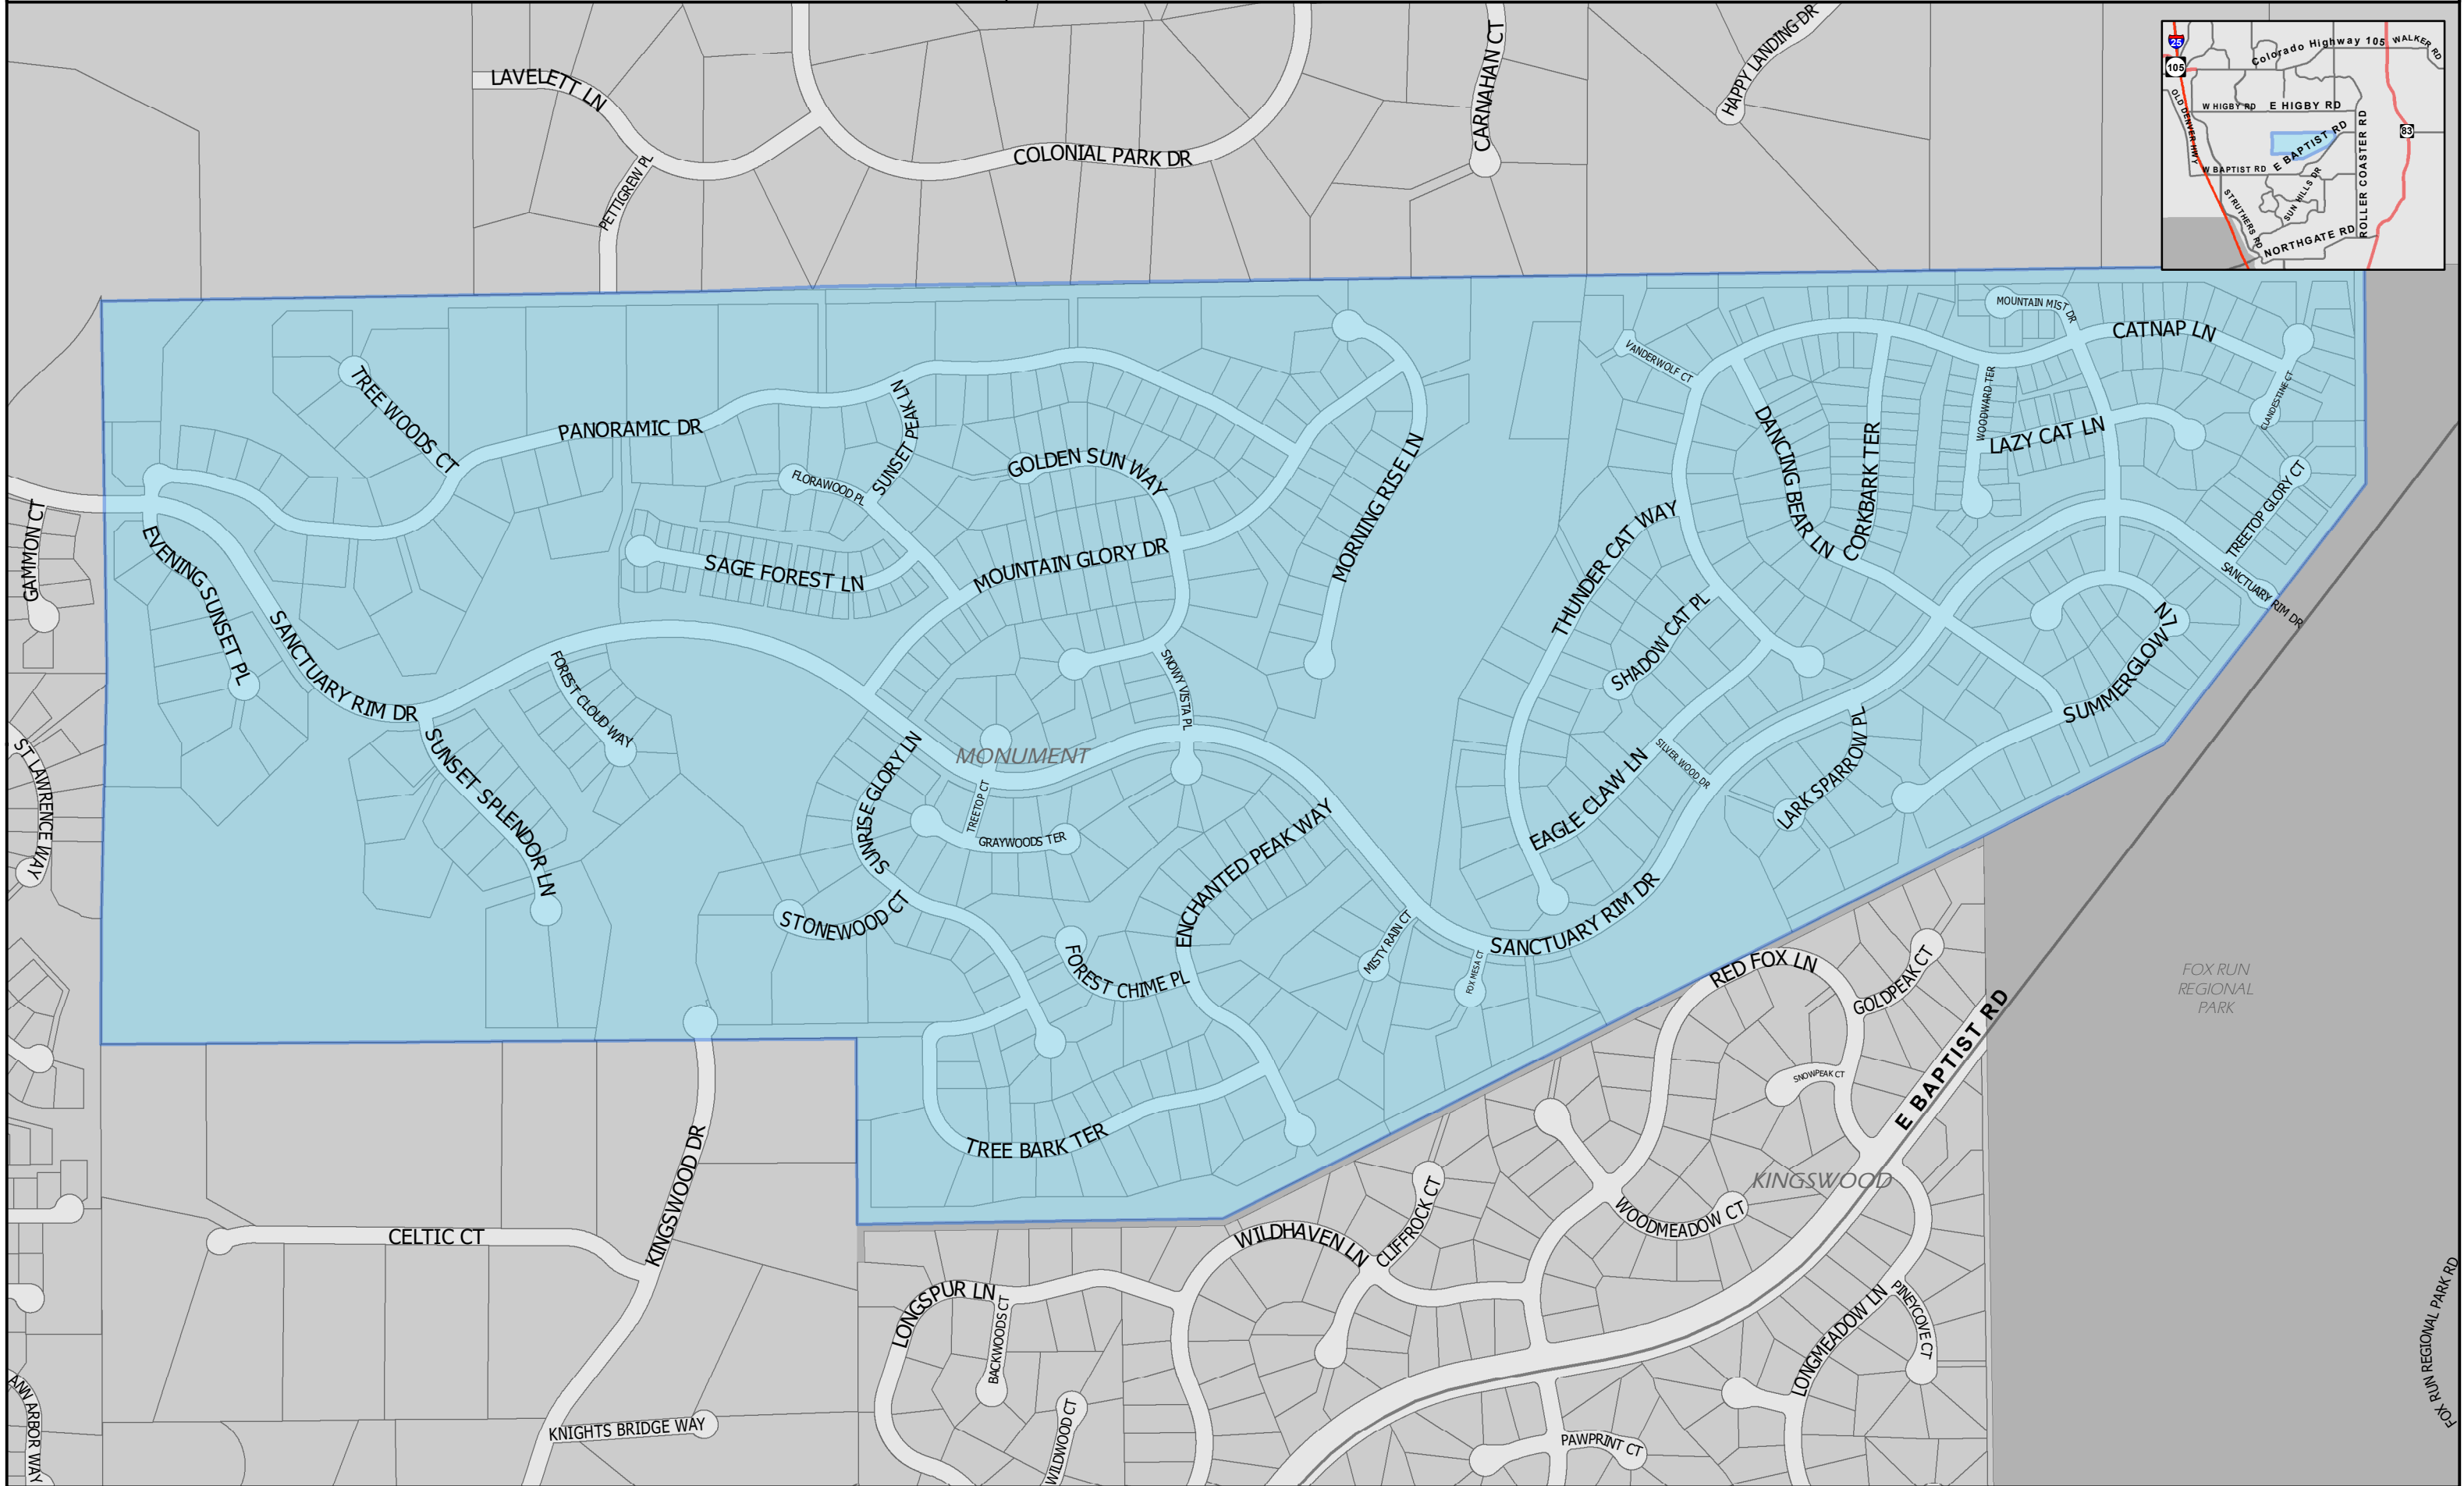 LAVELETT LN
PETTIGREW PL
COLONIAL PARK DR
CARNAHAN CT
HAPPY LANDING DR
25
105
Colorado Highway 105
WALKER RD
OLD DENVER HWY
W HIGBY RD
E HIGBY RD
83
E BAPTIST RD
W BAPTIST RD
ROLLER COASTER RD
SUN HILLS DR
STRUTHERS RD
NORTHGATE RD
TREE WOODS CT
PANORAMIC DR
SUNSET PEAK LN
FLORAWOOD PL
GOLDEN SUN WAY
MORNING RISE LN
SAGE FOREST LN
MOUNTAIN GLORY DR
GAMMON CT
EVENING SUNSET PL
SANCTUARY RIM DR
FOREST CLOUD WAY
SUNSET SPLENDOR LN
SNOWY VISTA PL
MONUMENT
SUNRISE GLORY LN
TREETOP CT
GRAYWOODS TER
STONEWOOD CT
ENCHANTED PEAK WAY
FOREST CHIME PL
MISTY RAIN CT
FOX MESA CT
SANCTUARY RIM DR
TREE BARK TER
MOUNTAIN MIST DR
CATNAP LN
VANDERWOLF CT
CLANDESTINE CT
WOODWARD TER
LAZY CAT LN
DANCING BEAR LN
CORKBARK TER
TREETOP GLORY CT
SANCTUARY RIM DR
THUNDER CAT WAY
SHADOW CAT PL
SUMMERGLOW LN
EAGLE CLAW LN
SILVER WOOD DR
LARK SPARROW PL
ST LAWRENCE WAY
RED FOX LN
GOLDPEAK CT
SNOWPEAK CT
E BAPTIST RD
FOX RUN
REGIONAL
PARK
KINGSWOOD
WOODMEADOW CT
CLIFFROCK CT
WILDHAVEN LN
KINGSWOOD DR
CELTIC CT
LONGSPUR LN
BACKWOODS CT
WILDWOOD CT
KNIGHTS BRIDGE WAY
ANN ARBOR WAY
LONGMEADOW LN
PINEYCOVE CT
PAWPRINT CT
FOX RUN REGIONAL PARK RD